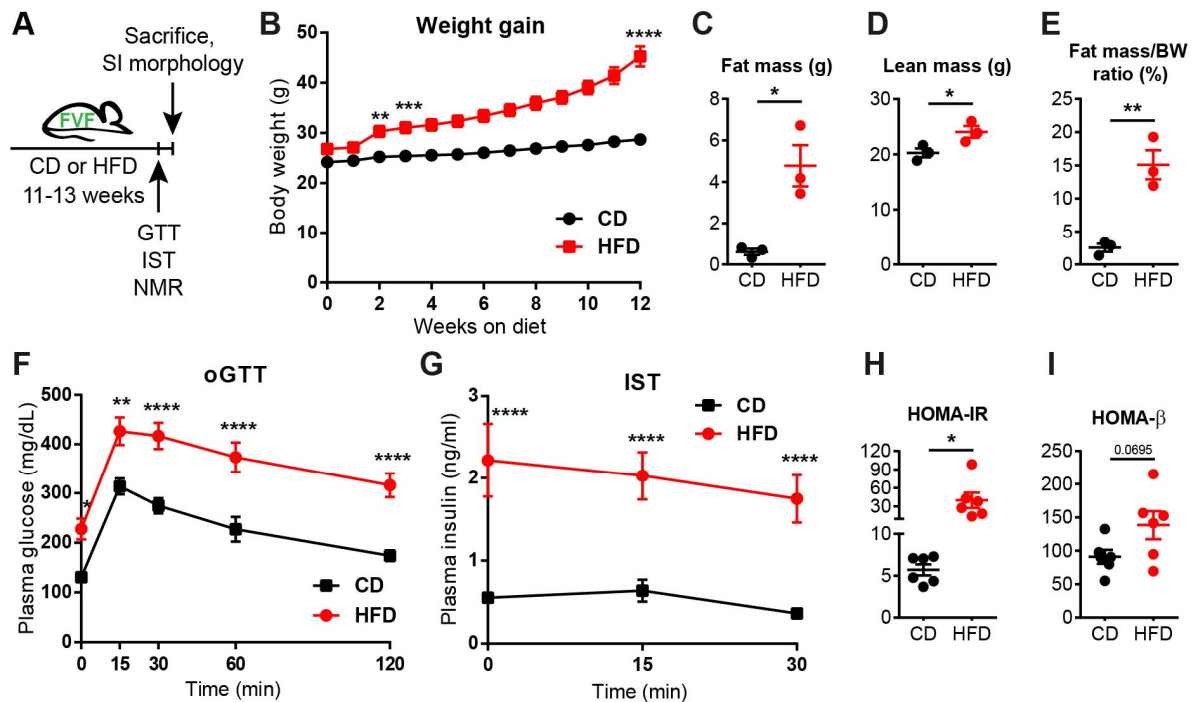 A
Sacrifice,
SI morphology
FVF
CD or HFD
11-13 weeks
GTT
IST
NMR
B
Weight gain
****
***
**
Body weight (g)
50
40
30
20
10
0
CD
HFD
0 2 4 6 8 10 12
Weeks on diet
C
Fat mass (g)
*
8
6
4
2
0
CD HFD
D
Lean mass (g)
*
30
20
10
0
CD HFD
E
Fat mass/BW
ratio (%)
**
25
20
15
10
5
0
CD HFD
F
oGTT
Plasma glucose (mg/dL)
500
400
300
200
100
0
*
**
****
****
****
CD
HFD
0 15 30 60 120
Time (min)
G
IST
Plasma insulin (ng/ml)
3
2
1
0
****
****
****
CD
HFD
0 15 30
Time (min)
H
HOMA-IR
*
120
90
60
30
10
5
0
CD HFD
I
HOMA-β
0.0695
250
200
150
100
50
0
CD HFD